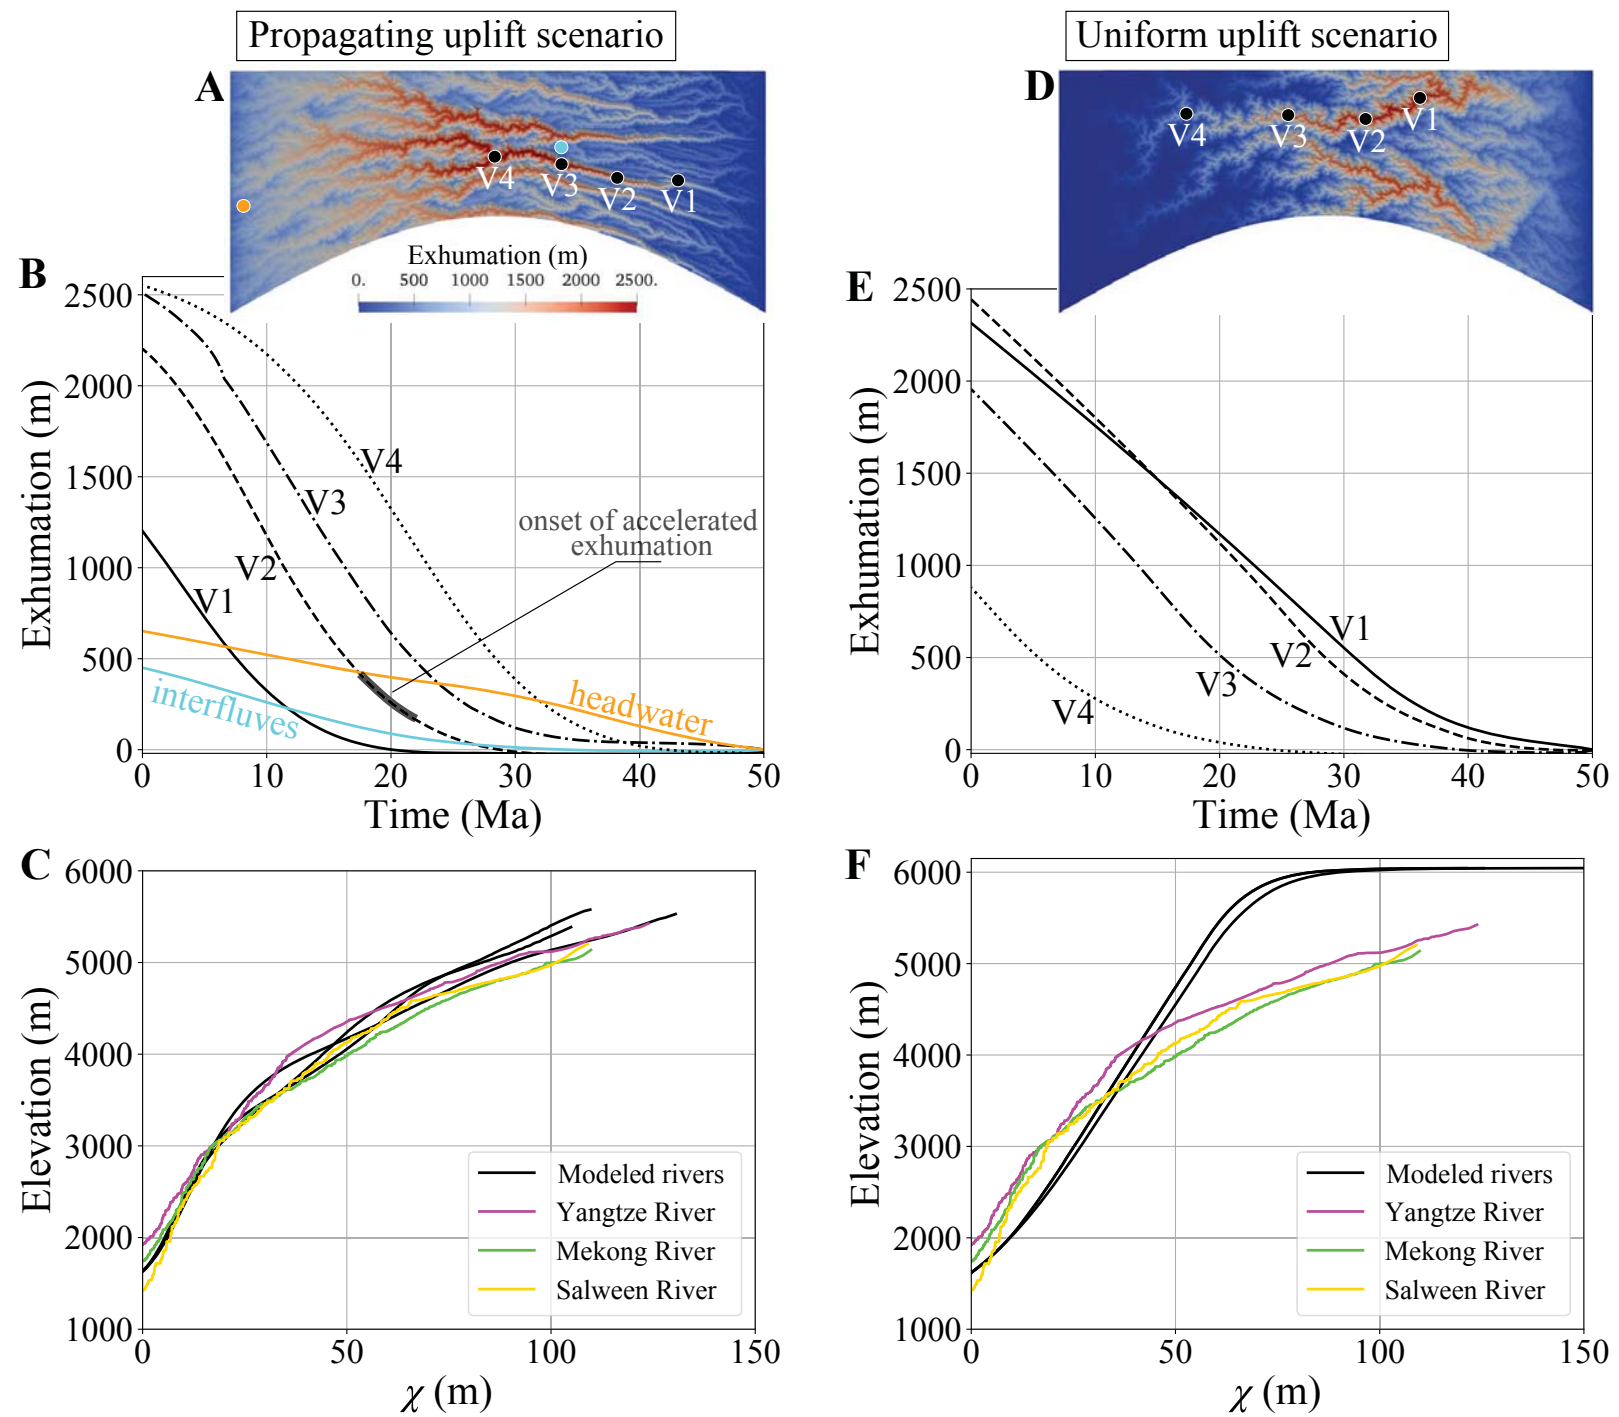 Propagating uplift scenario
Uniform uplift scenario
A
V4
V3
V2
V1
Exhumation (m)
0. 500 1000 1500 2000 2500.
D
V4
V3
V2
V1
B
Exhumation (m)
2500
2000
1500
1000
500
0
V4
V3
V2
V1
onset of accelerated
exhumation
interfluves
headwater
0 10 20 30 40 50
Time (Ma)
E
Exhumation (m)
2500
2000
1500
1000
500
0
V1
V2
V3
V4
0 10 20 30 40 50
Time (Ma)
C
Elevation (m)
6000
5000
4000
3000
2000
1000
Modeled rivers
Yangtze River
Mekong River
Salween River
0 50 100 150
χ (m)
F
Elevation (m)
6000
5000
4000
3000
2000
1000
Modeled rivers
Yangtze River
Mekong River
Salween River
0 50 100 150
χ (m)